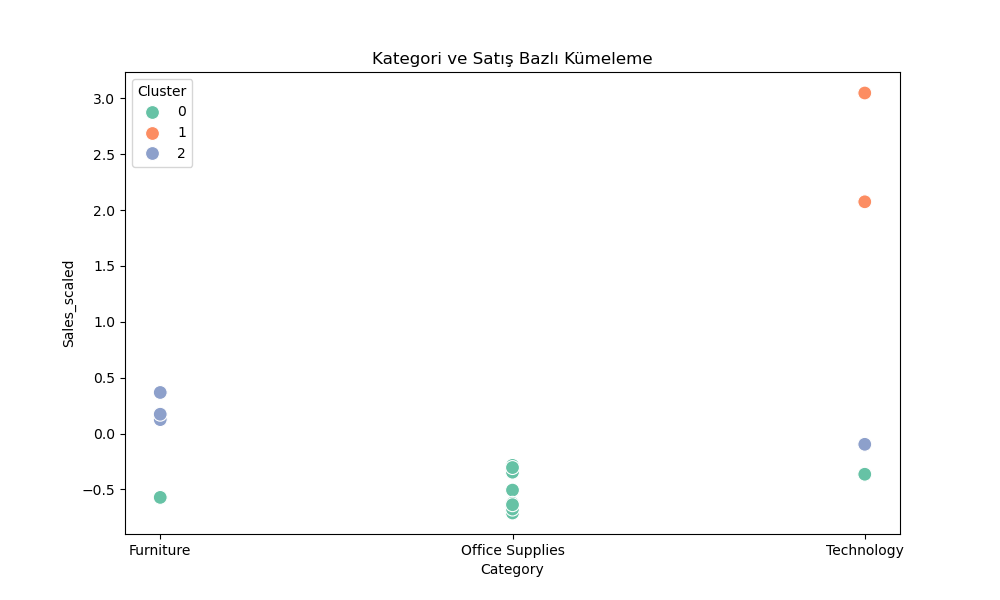 Kategori ve Satış Bazlı Kümeleme
Cluster
0
1
2
3.0
2.5
2.0
1.5
1.0
0.5
0.0
−0.5
Sales_scaled
Furniture
Office Supplies
Technology
Category